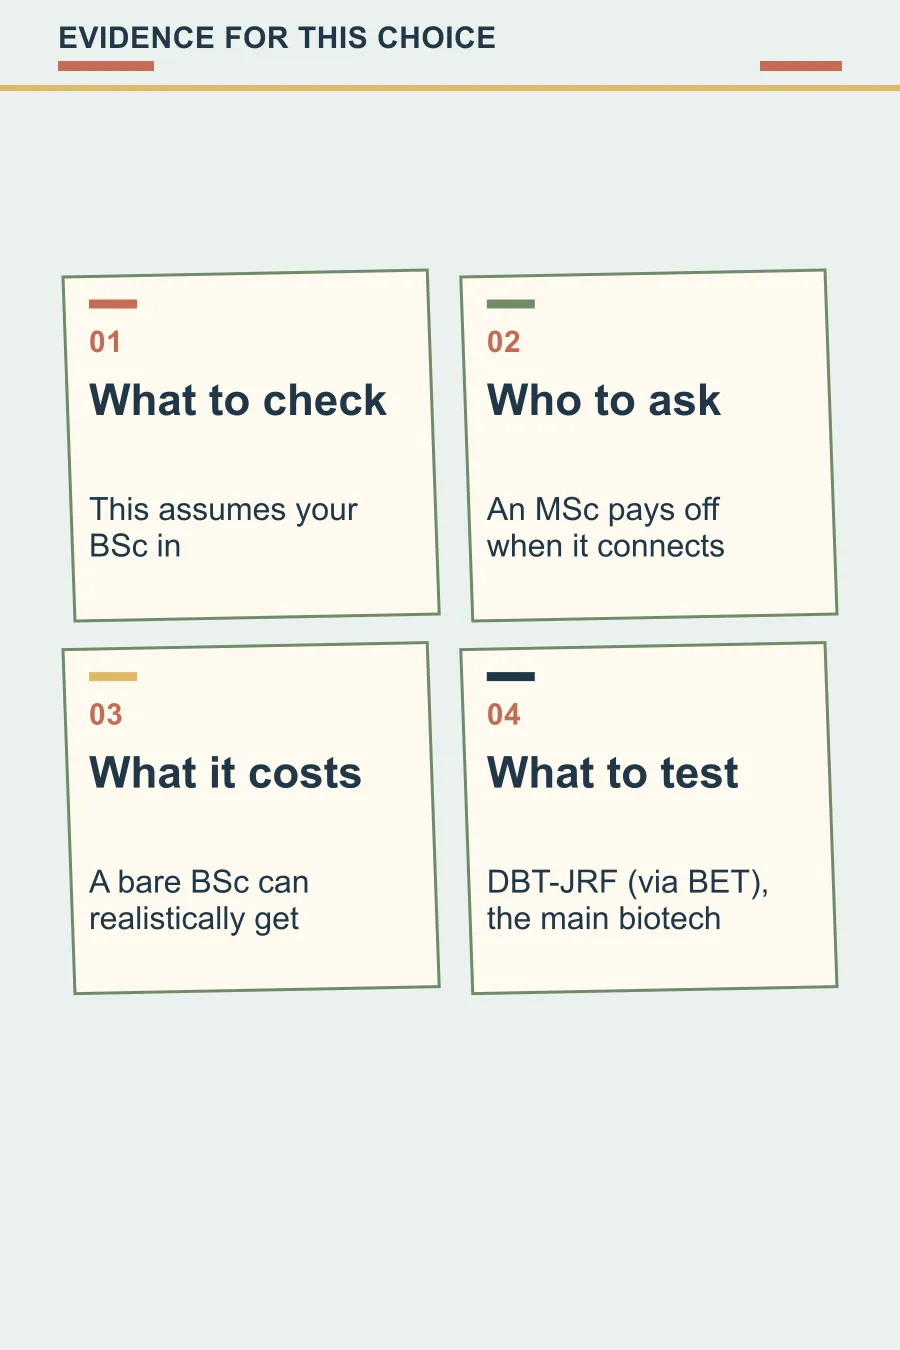 EVIDENCE FOR THIS CHOICE
01
What to check
This assumes your
BSc in
02
Who to ask
An MSc pays off
when it connects
03
What it costs
A bare BSc can
realistically get
04
What to test
DBT-JRF (via BET),
the main biotech